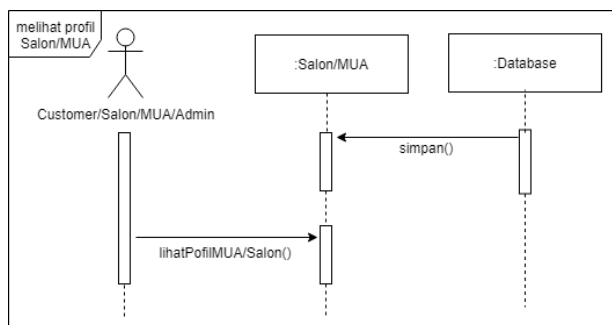 melihat profil
Salon/MUA
:Salon/MUA
:Database
Customer/Salon/MUA/Admin
simpan()
lihatPofilMUA/Salon()